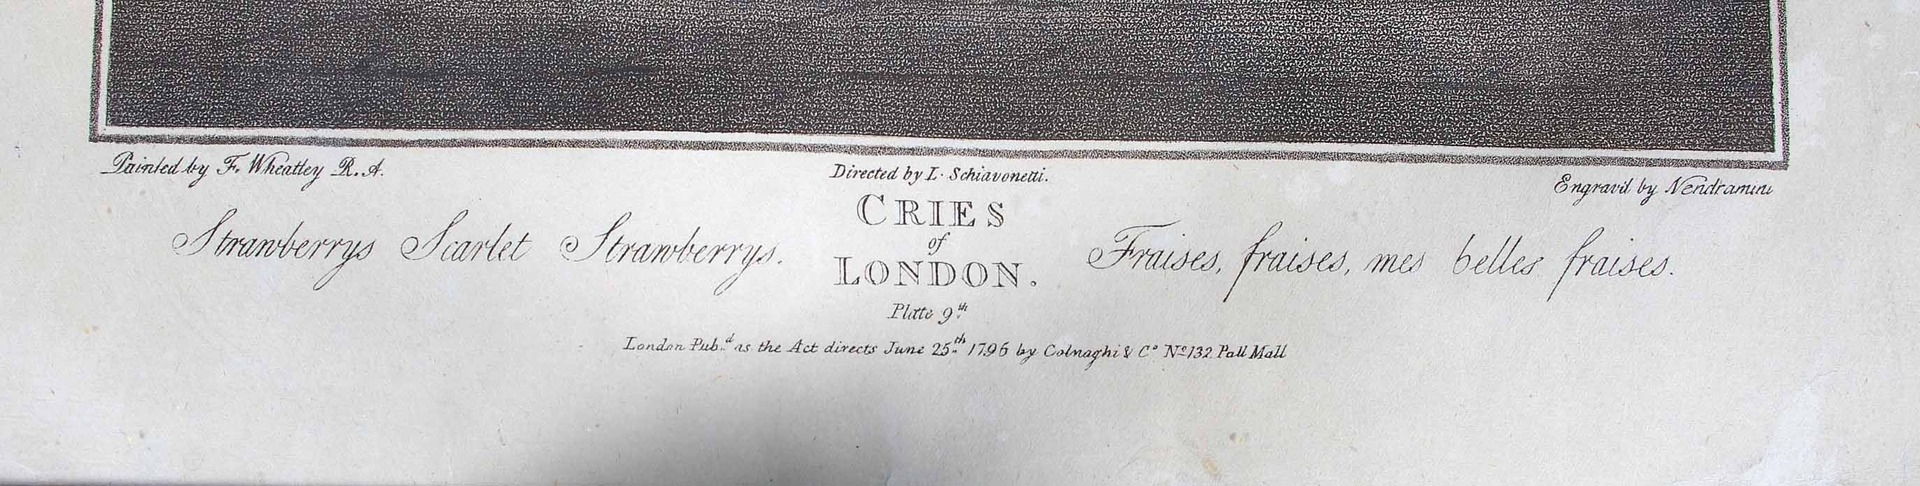 Painted by F. Wheatley R.A.
Directed by L. Schiavonetti.
Engrav'd by Vendramini
Strawberrys Scarlet Strawberrys.
CRIES
of
LONDON.
Fraises, fraises, mes belles fraises.
Plate 9th
London Pub.d as the Act directs June 25th 1796 by Colnaghi & Co No 132 Pall Mall